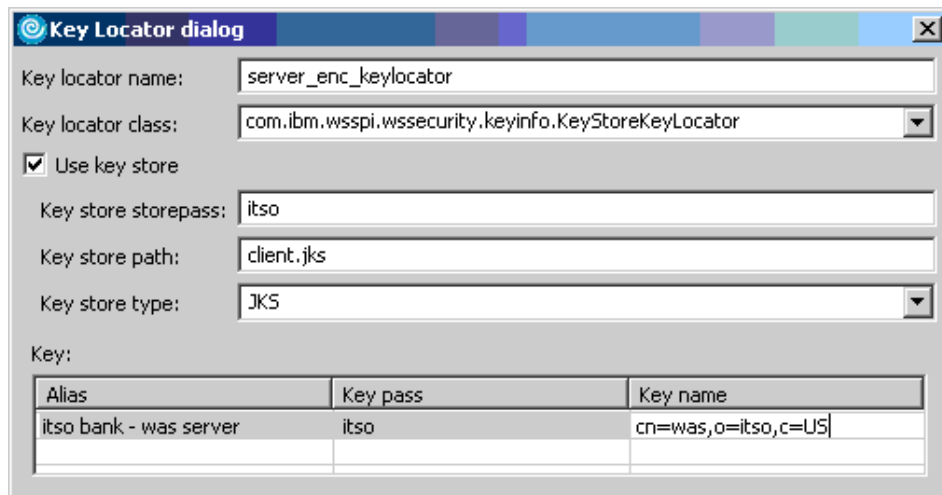 Key Locator dialog
Key locator name: server_enc_keylocator
Key locator class: com.ibm.wsspi.wssecurity.keyinfo.KeyStoreKeyLocator
Use key store
Key store storepass: itso
Key store path: client.jks
Key store type: JKS
Key:
Alias Key pass Key name
itso bank - was server itso cn=was,o=itso,c=US